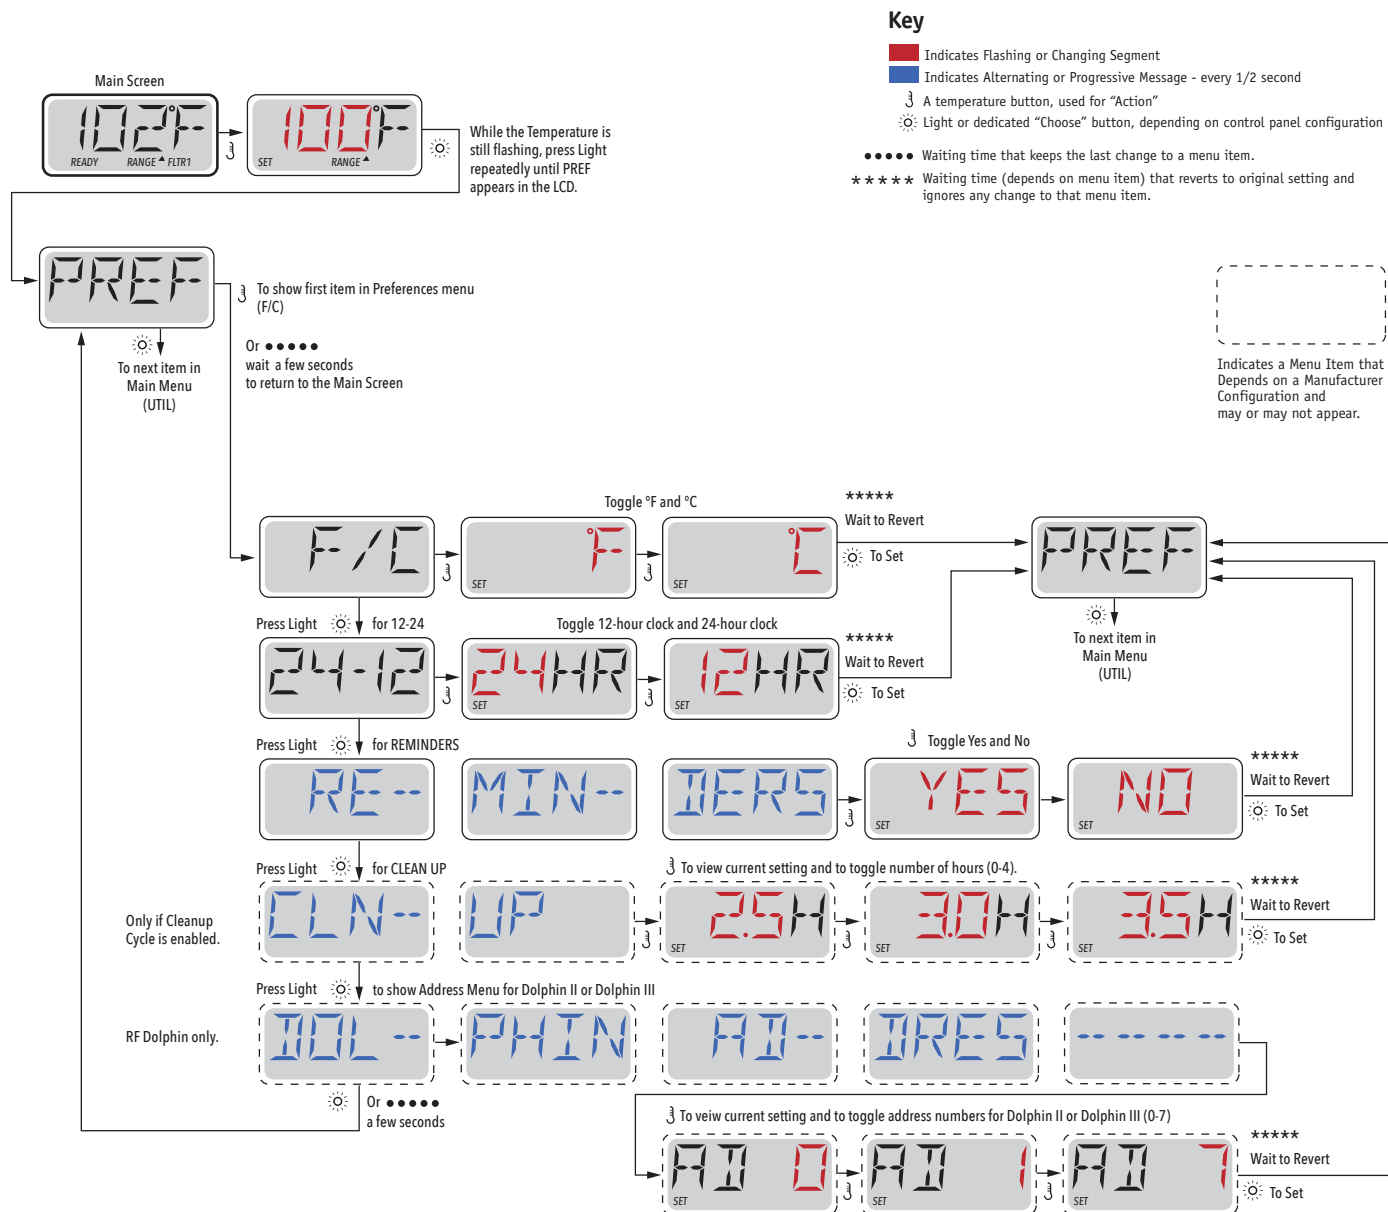 Key
Indicates Flashing or Changing Segment
Indicates Alternating or Progressive Message - every 1/2 second
A temperature button, used for “Action”
Light or dedicated “Choose” button, depending on control panel configuration
••••• Waiting time that keeps the last change to a menu item.
***** Waiting time (depends on menu item) that reverts to original setting and
ignores any change to that menu item.
Main Screen
102°F
READY RANGE FLTR1
100°F
SET RANGE
While the Temperature is
still flashing, press Light
repeatedly until PREF
appears in the LCD.
PREF
To show first item in Preferences menu
(F/C)
Or •••••
wait a few seconds
to return to the Main Screen
To next item in
Main Menu
(UTIL)
Indicates a Menu Item that
Depends on a Manufacturer
Configuration and
may or may not appear.
Toggle ºF and ºC
F/C
°F
SET
°C
SET
*****
Wait to Revert
To Set
PREF
To next item in
Main Menu
(UTIL)
Press Light for 12-24
Toggle 12-hour clock and 24-hour clock
24-12
24HR
SET
12HR
SET
*****
Wait to Revert
To Set
Press Light for REMINDERS
Toggle Yes and No
RE--
MIN--
DERS
YES
SET
NO
SET
*****
Wait to Revert
To Set
Press Light for CLEAN UP
To view current setting and to toggle number of hours (0-4).
Only if Cleanup
Cycle is enabled.
CLN--
UP
2.5H
SET
3.0H
SET
3.5H
SET
*****
Wait to Revert
To Set
Press Light to show Address Menu for Dolphin II or Dolphin III
RF Dolphin only.
DOL--
PHIN
AD--
DRES
-- -- -- --
Or •••••
a few seconds
To veiw current setting and to toggle address numbers for Dolphin II or Dolphin III (0-7)
AD 0
SET
AD 1
SET
AD 7
SET
*****
Wait to Revert
To Set